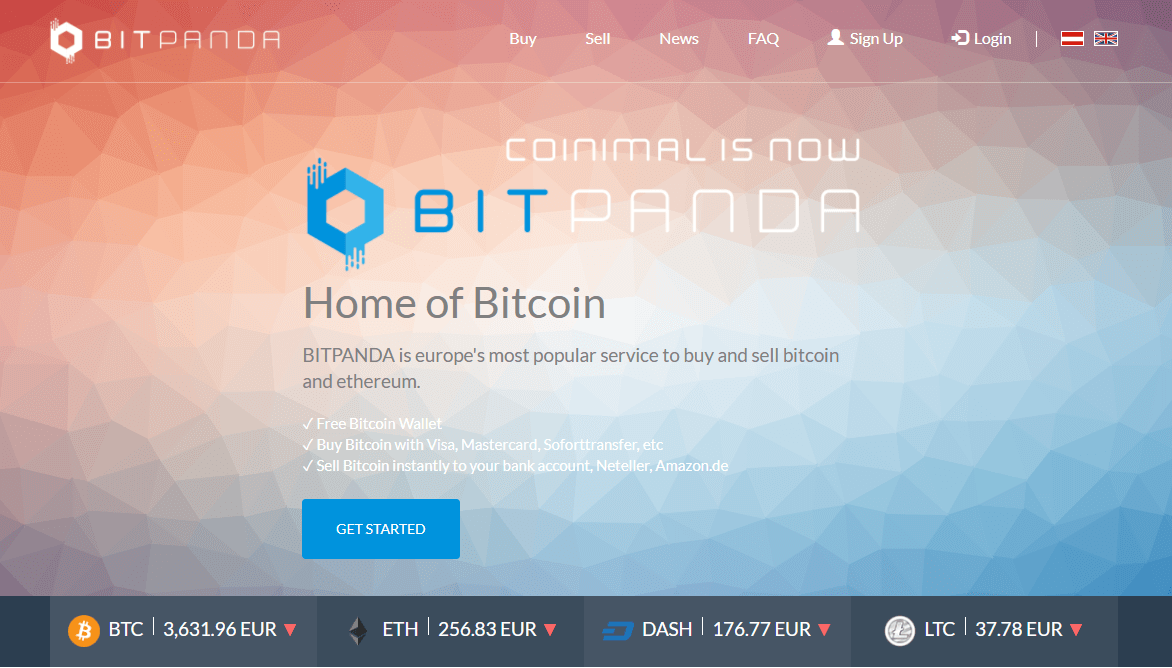 BITPANDA Buy Sell News FAQ Sign Up Login
COINIMAL IS NOW
BITPANDA
Home of Bitcoin
BITPANDA is europe's most popular service to buy and sell bitcoin
and ethereum.
✓ Free Bitcoin Wallet
✓ Buy Bitcoin with Visa, Mastercard, Soforttransfer, etc
✓ Sell Bitcoin instantly to your bank account, Neteller, Amazon.de
GET STARTED
BTC | 3,631.96 EUR ▼ ETH | 256.83 EUR ▼ DASH | 176.77 EUR ▼ LTC | 37.78 EUR ▼